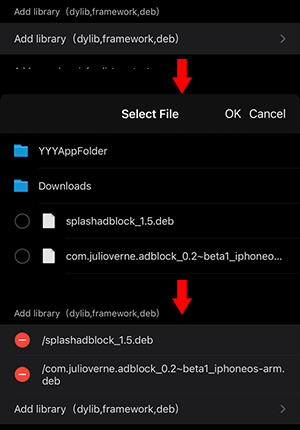 Add library（dylib,framework,deb）
Add library（dylib,framework,deb）
Select File
OK Cancel
YYYAppFolder
Downloads
splashadblock_1.5.deb
com.julioverne.adblock_0.2~beta1_iphoneo...
Add library（dylib,framework,deb）
/splashadblock_1.5.deb
/com.julioverne.adblock_0.2~beta1_iphoneos-arm.
deb
Add library（dylib,framework,deb）